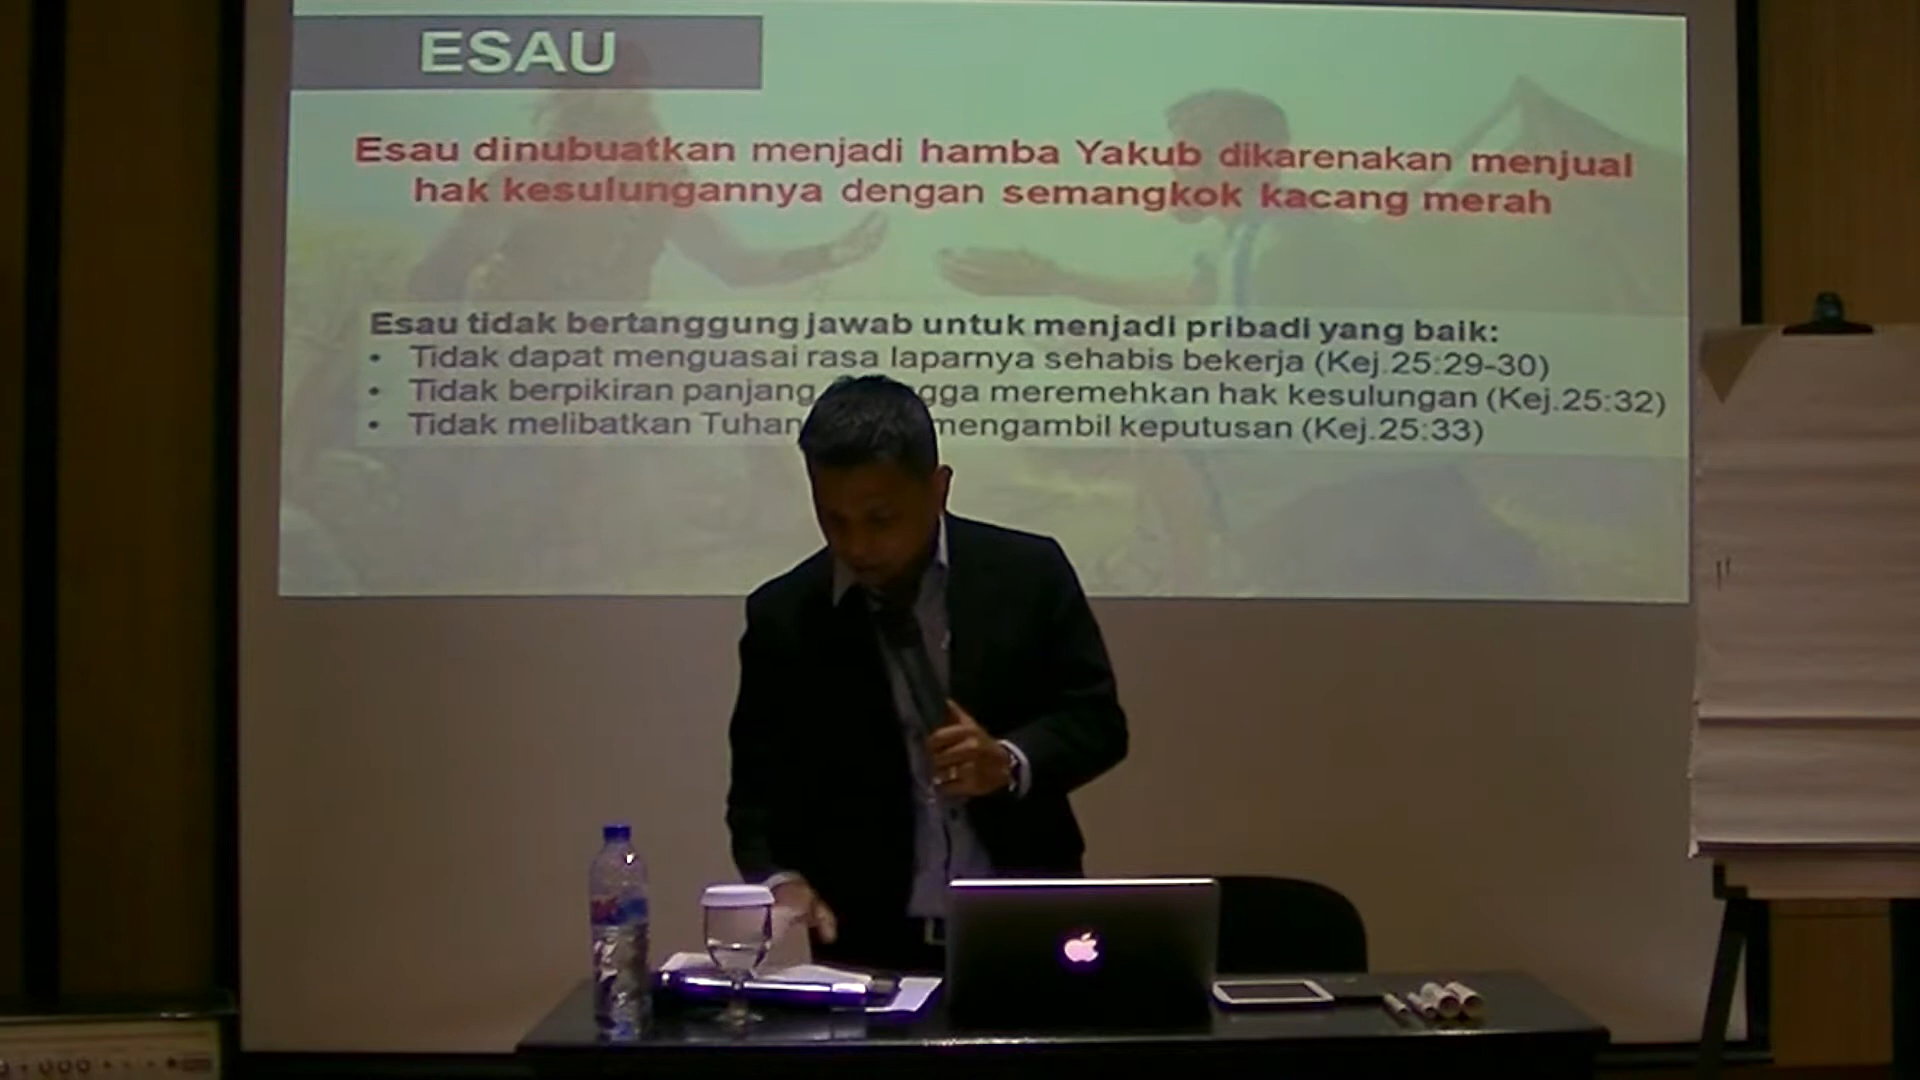 ESAU
Esau dinubuatkan menjadi hamba Yakub dikarenakan menjual
hak kesulungannya dengan semangkok kacang merah
Esau tidak bertanggung jawab untuk menjadi pribadi yang baik:
• Tidak dapat menguasai rasa laparnya sehabis bekerja (Kej.25:29-30)
• Tidak berpikiran panjang meremehkan hak kesulungan (Kej.25:32)
• Tidak melibatkan Tuhan mengambil keputusan (Kej.25:33)